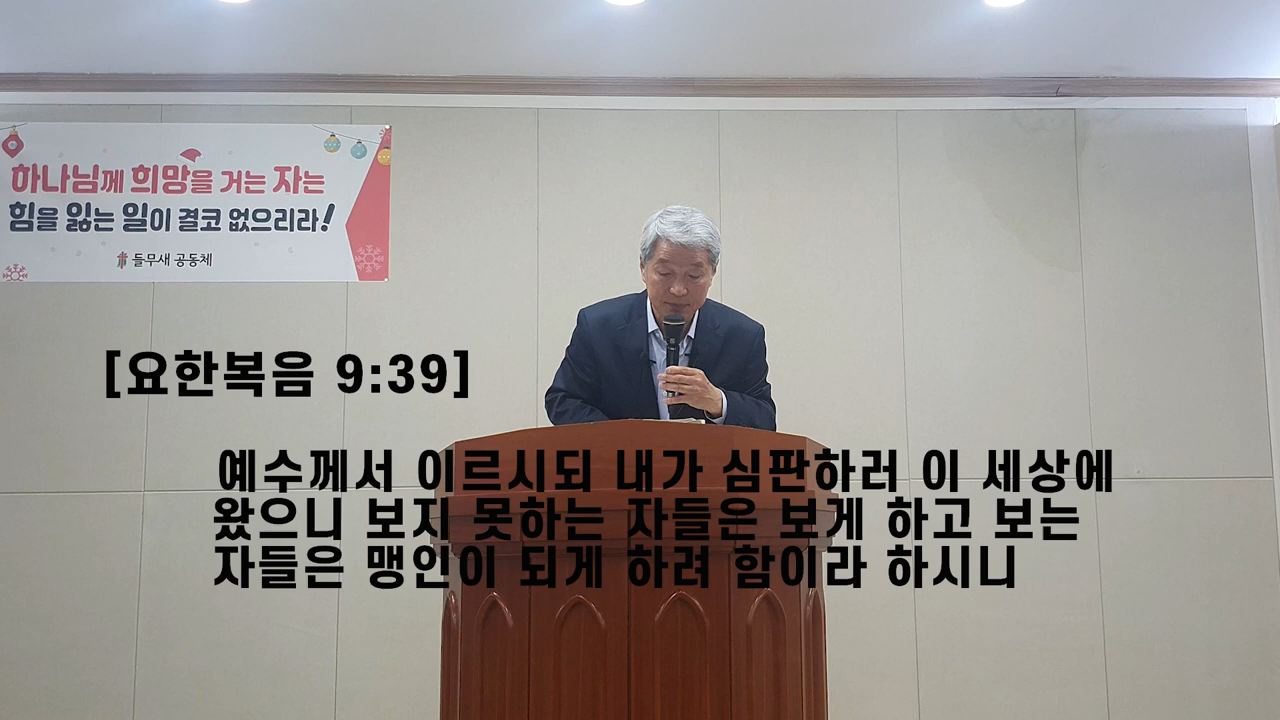 하나님께 희망을 거는 자는
힘을 잃는 일이 결코 없으리라!
들무새 공동체
[요한복음 9:39]
예수께서 이르시되 내가 심판하러 이 세상에
왔으니 보지 못하는 자들은 보게 하고 보는
자들은 맹인이 되게 하려 함이라 하시니